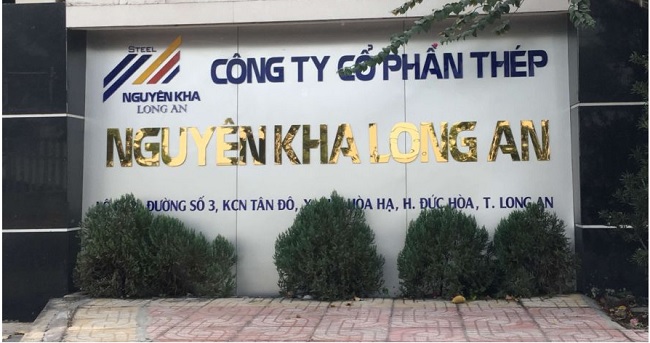 STEEL
NGUYÊN KHA
LONG AN
CÔNG TY CỔ PHẦN THÉP
NGUYÊN KHA LONG AN
ĐƯỜNG SỐ 3, KCN TÂN ĐÔ, HÒA HẠ, H. ĐỨC HÒA, T. LONG AN